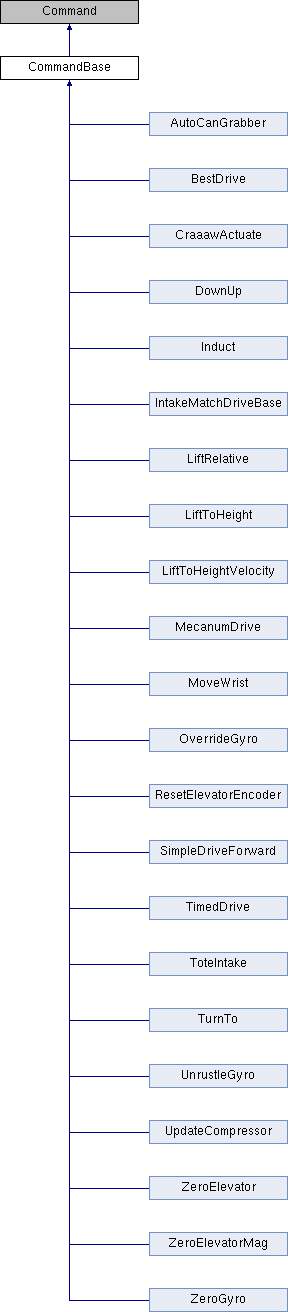 Command
CommandBase
AutoCanGrabber
BestDrive
CraaawActuate
DownUp
Induct
IntakeMatchDriveBase
LiftRelative
LiftToHeight
LiftToHeightVelocity
MecanumDrive
MoveWrist
OverrideGyro
ResetElevatorEncoder
SimpleDriveForward
TimedDrive
ToteIntake
TurnTo
UnrustleGyro
UpdateCompressor
ZeroElevator
ZeroElevatorMag
ZeroGyro